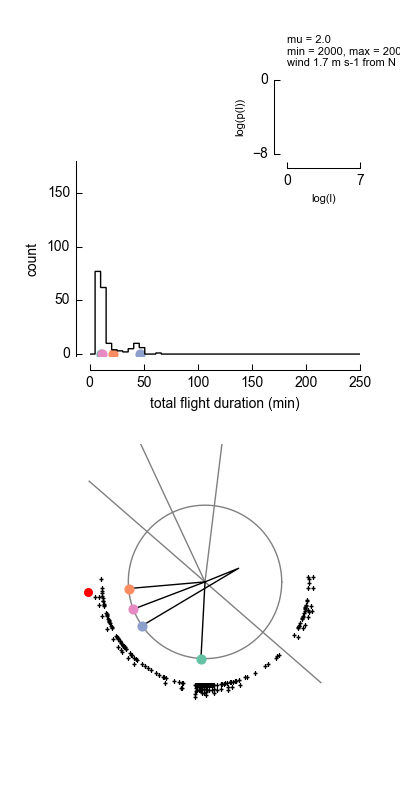 mu = 2.0
min = 2000, max = 200
wind 1.7 m s-1 from N
log(p(l))
0
−8
0
7
log(l)
count
150
100
50
0
0
50
100
150
200
250
total flight duration (min)